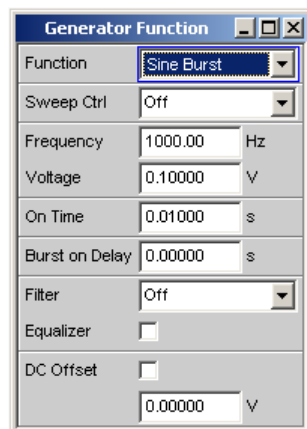 Generator Function
Function Sine Burst
Sweep Ctrl Off
Frequency 1000.00 Hz
Voltage 0.10000 V
On Time 0.01000 s
Burst on Delay 0.00000 s
Filter Off
Equalizer
DC Offset
0.00000 V